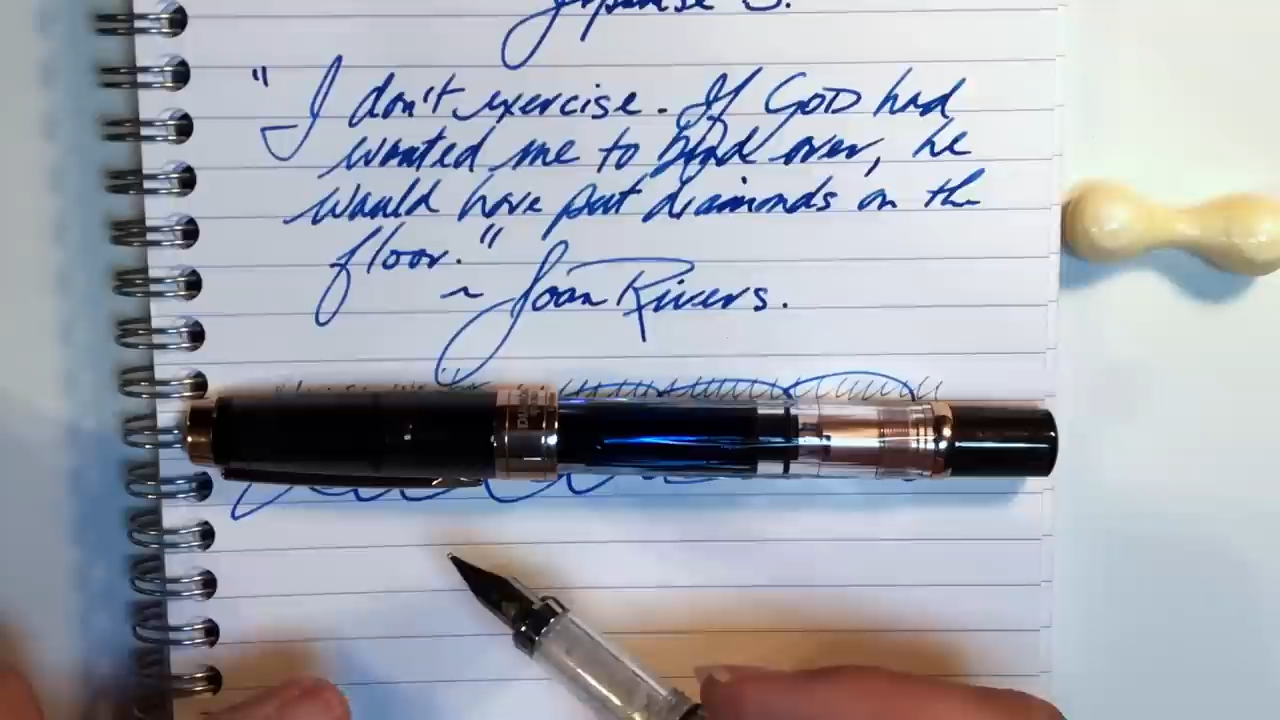 " I don't exercise. If GOD had
wanted me to bend over, he
would have put diamonds on the
floor."
~ Joan Rivers.